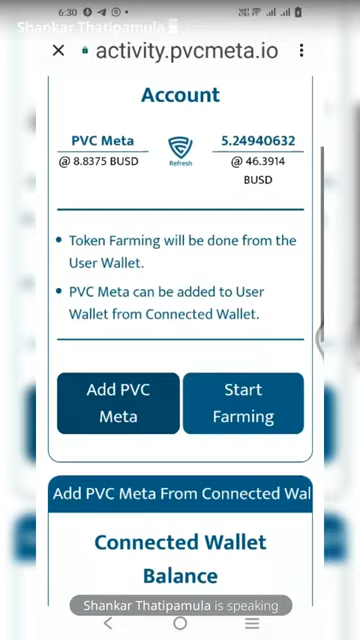 6:30
Shankar Thatipamula
activity.pvcmeta.io
Account
PVC Meta
5.24940632
@ 8.8375 BUSD
Refresh
@ 46.3914
BUSD
Token Farming will be done from the
User Wallet.
PVC Meta can be added to User
Wallet from Connected Wallet.
Add PVC
Meta
Start
Farming
Add PVC Meta From Connected Wal
Connected Wallet
Balance
Shankar Thatipamula is speaking